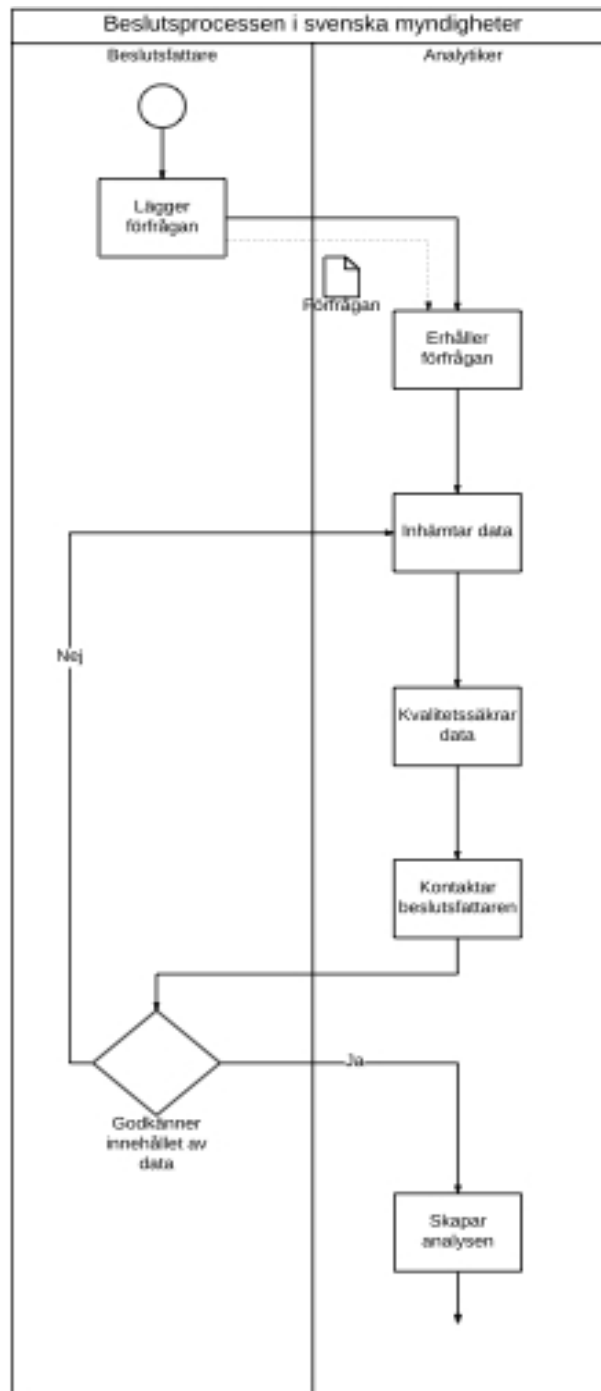 Beslutsprocessen i svenska myndigheter
Beslutsfattare
Analytiker
Lägger
förfrågan
Förfrågan
Erhåller
förfrågan
Inhämtar data
Nej
Kvalitetssäkrar
data
Kontaktar
beslutsfattaren
Ja
Godkänner
innehållet av
data
Skapar
analysen